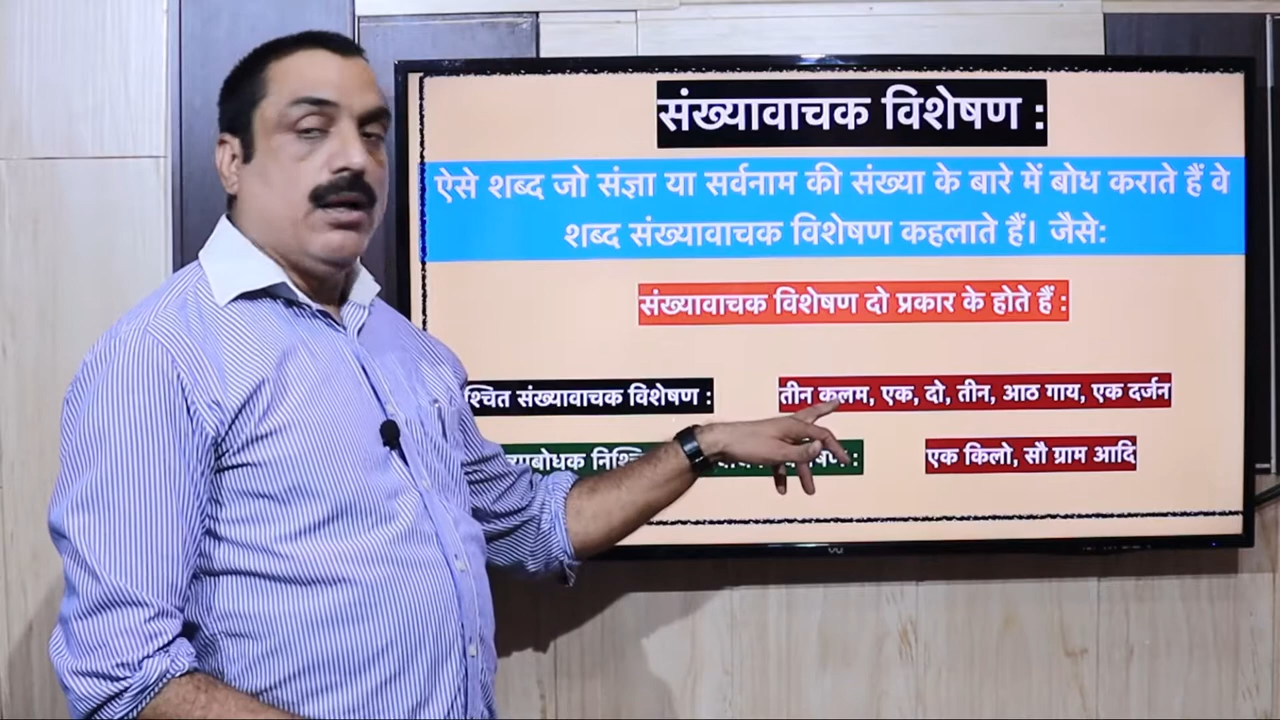 संख्यावाचक विशेषण :
ऐसे शब्द जो संज्ञा या सर्वनाम की संख्या के बारे में बोध कराते हैं वे
शब्द संख्यावाचक विशेषण कहलाते हैं। जैसे:
संख्यावाचक विशेषण दो प्रकार के होते हैं :
संख्यावाचक विशेषण : तीन कलम, एक, दो, तीन, आठ गाय, एक दर्जन
एक किलो, सौ ग्राम आदि